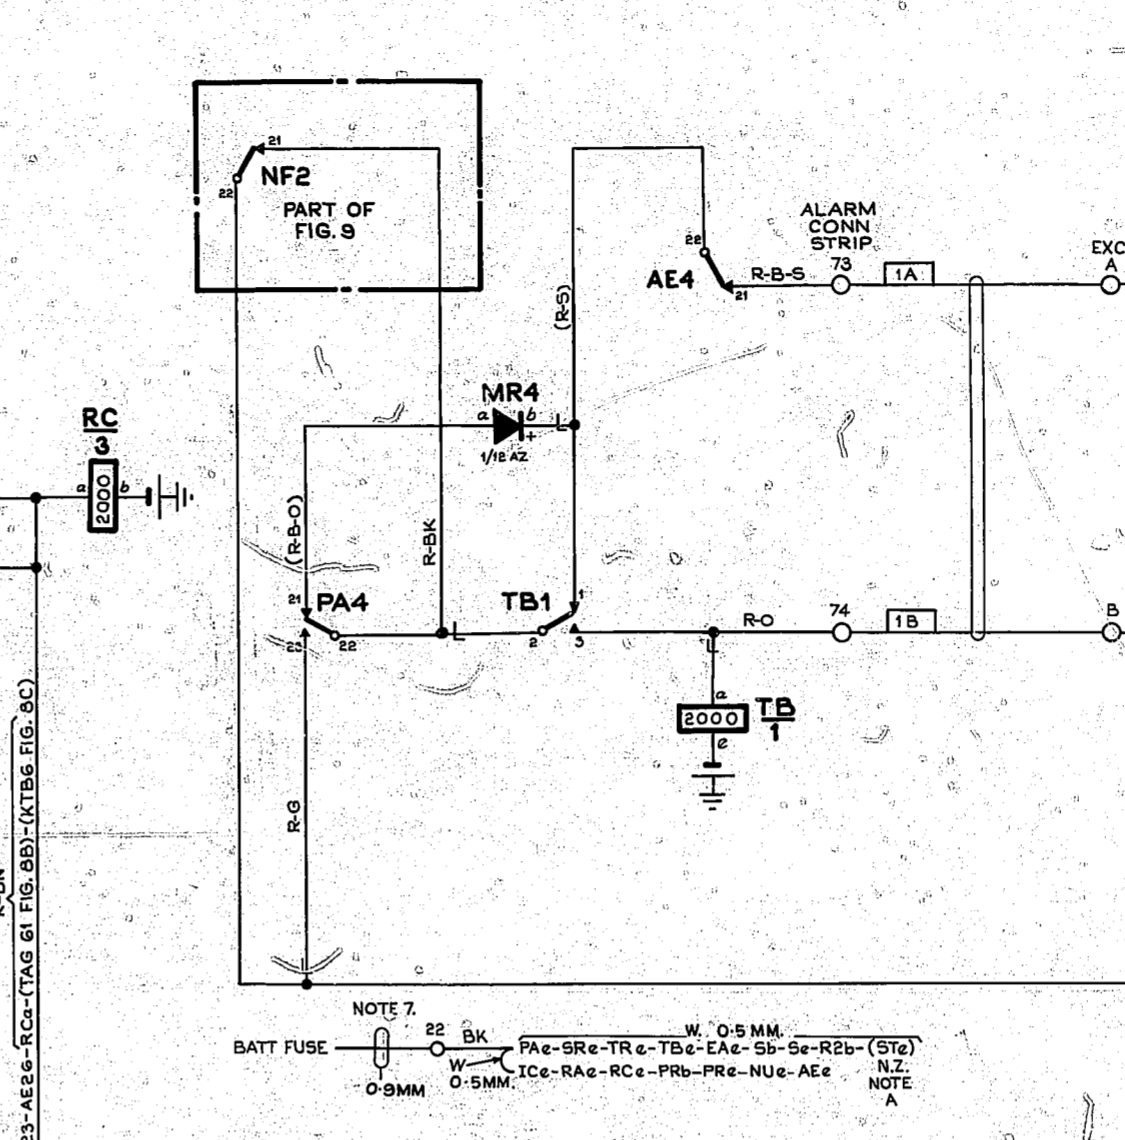 21
NF2
22
PART OF
FIG. 9
ALARM
CONN
STRIP
73
22
AE4
21
R-B-S
1A
EXC
A
(R-S)
MR4
a
b
+
1/12 AZ
RC
3
a
2000
b
(R-B-O)
R-BK
21
PA4
23
22
TB1
1
2
3
R-O
74
1B
B
a
2000
e
TB
1
R-G
23-AE26-RCa-(TAG 61 FIG. 8B)-(KTB6 FIG. 8C)
NOTE 7.
BATT FUSE
0·9MM
22
BK
W
0·5MM.
W. 0·5MM.
PAe-SRe-TRe-TBe-EAe-Sb-Se-R2b-(STe)
ICe-RAe-RCe-PRb-PRe-NUe-AEe
N.Z.
NOTE
A